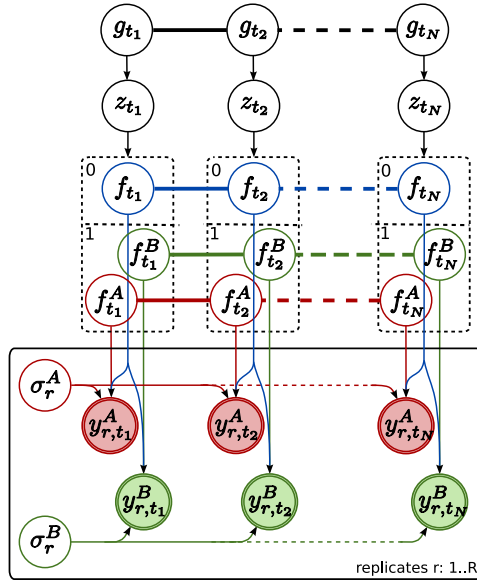 g_{t_1} g_{t_2} g_{t_N}
z_{t_1} z_{t_2} z_{t_N}
0 0 0
f_{t_1} f_{t_2} f_{t_N}
1 1 1
f^B_{t_1} f^B_{t_2} f^B_{t_N}
f^A_{t_1} f^A_{t_2} f^A_{t_N}
σ^A_r
y^A_{r,t_1} y^A_{r,t_2} y^A_{r,t_N}
y^B_{r,t_1} y^B_{r,t_2} y^B_{r,t_N}
σ^B_r
replicates r: 1..R